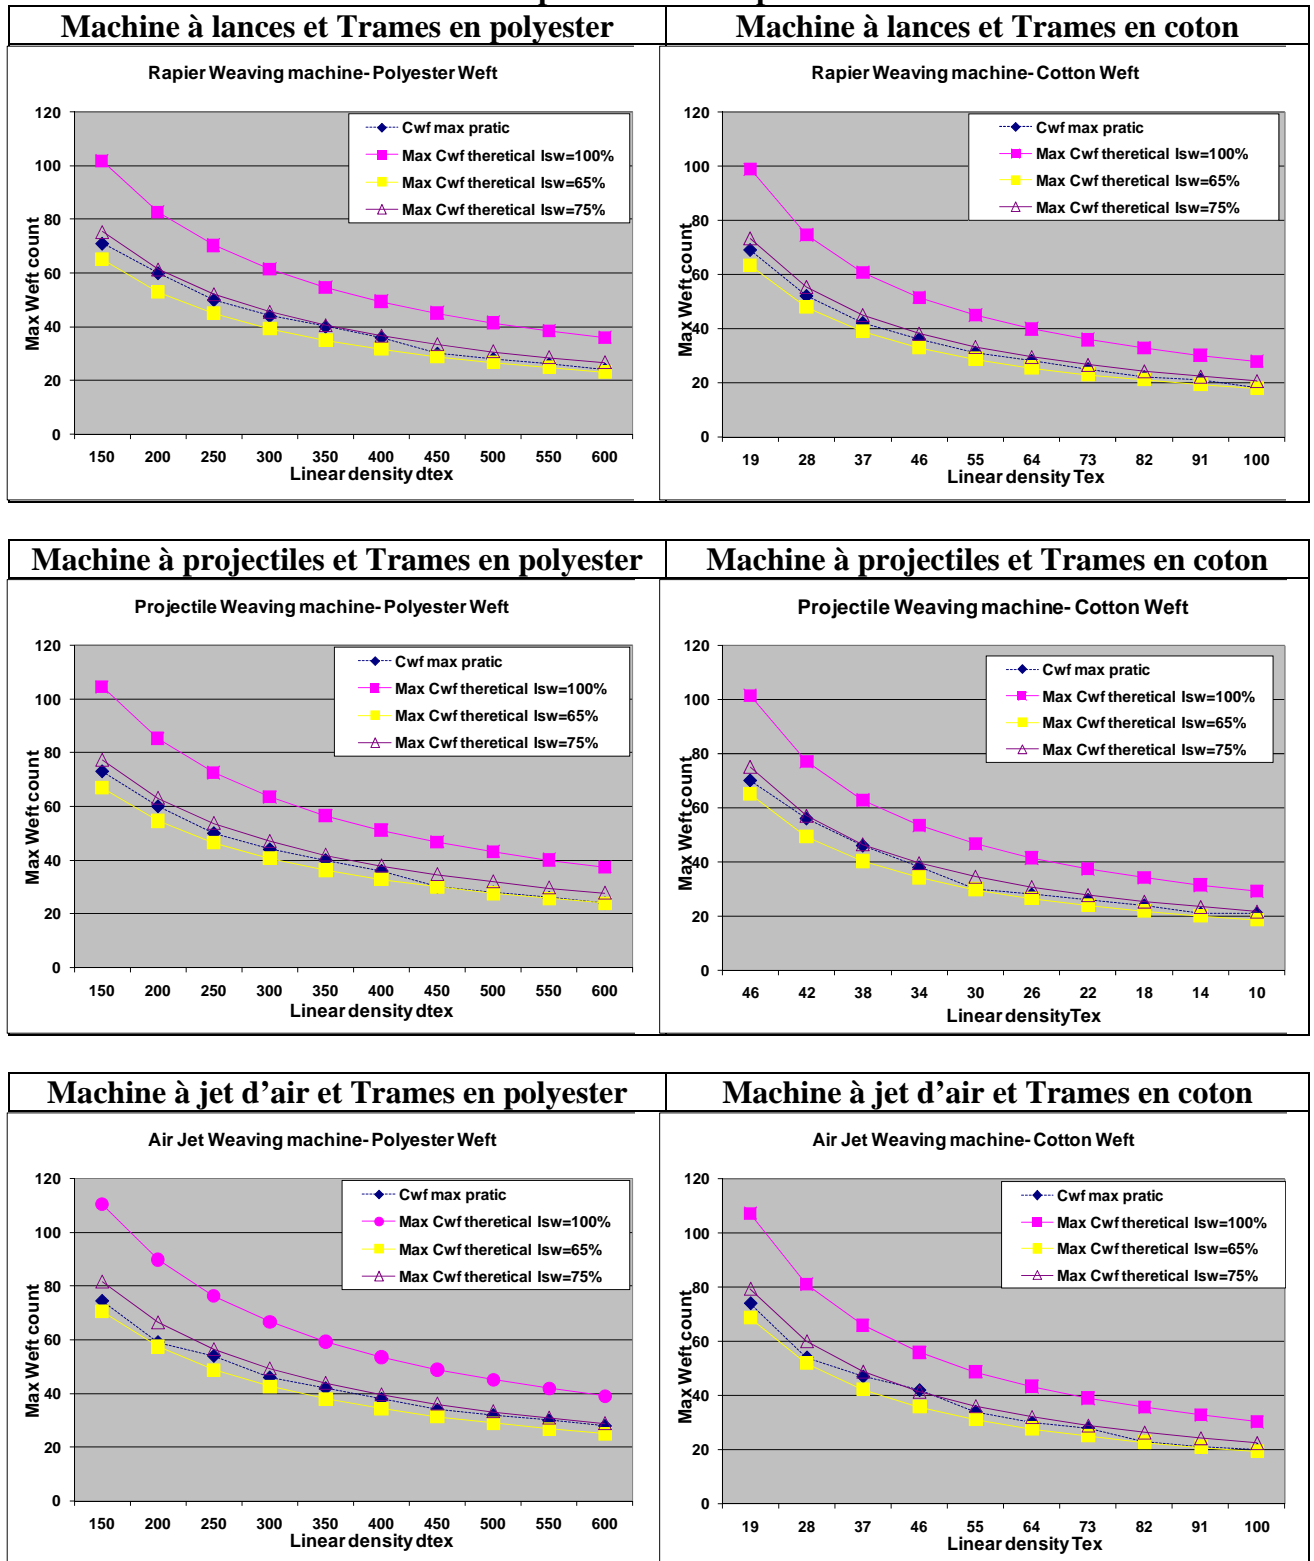 Machine à lances et Trames en polyester
Machine à lances et Trames en coton
Rapier Weaving machine- Polyester Weft
120
100
80
60
40
20
0
Max Weft count
Cwf max pratic
Max Cwf theretical Isw=100%
Max Cwf theretical Isw=65%
Max Cwf theretical Isw=75%
150 200 250 300 350 400 450 500 550 600
Linear density dtex
Rapier Weaving machine- Cotton Weft
120
100
80
60
40
20
0
Max Weft count
Cwf max pratic
Max Cwf theretical Isw=100%
Max Cwf theretical Isw=65%
Max Cwf theretical Isw=75%
19 28 37 46 55 64 73 82 91 100
Linear density Tex
Machine à projectiles et Trames en polyester
Machine à projectiles et Trames en coton
Projectile Weaving machine- Polyester Weft
120
100
80
60
40
20
0
Max Weft count
Cwf max pratic
Max Cwf theretical Isw=100%
Max Cwf theretical Isw=65%
Max Cwf theretical Isw=75%
150 200 250 300 350 400 450 500 550 600
Linear density dtex
Projectile Weaving machine- Cotton Weft
120
100
80
60
40
20
0
Max Weft count
Cwf max pratic
Max Cwf theretical Isw=100%
Max Cwf theretical Isw=65%
Max Cwf theretical Isw=75%
46 42 38 34 30 26 22 18 14 10
Linear density Tex
Machine à jet d’air et Trames en polyester
Machine à jet d’air et Trames en coton
Air Jet Weaving machine- Polyester Weft
120
100
80
60
40
20
0
Max Weft count
Cwf max pratic
Max Cwf theretical Isw=100%
Max Cwf theretical Isw=65%
Max Cwf theretical Isw=75%
150 200 250 300 350 400 450 500 550 600
Linear density dtex
Air Jet Weaving machine- Cotton Weft
120
100
80
60
40
20
0
Max Weft count
Cwf max pratic
Max Cwf theretical Isw=100%
Max Cwf theretical Isw=65%
Max Cwf theretical Isw=75%
19 28 37 46 55 64 73 82 91 100
Linear density Tex